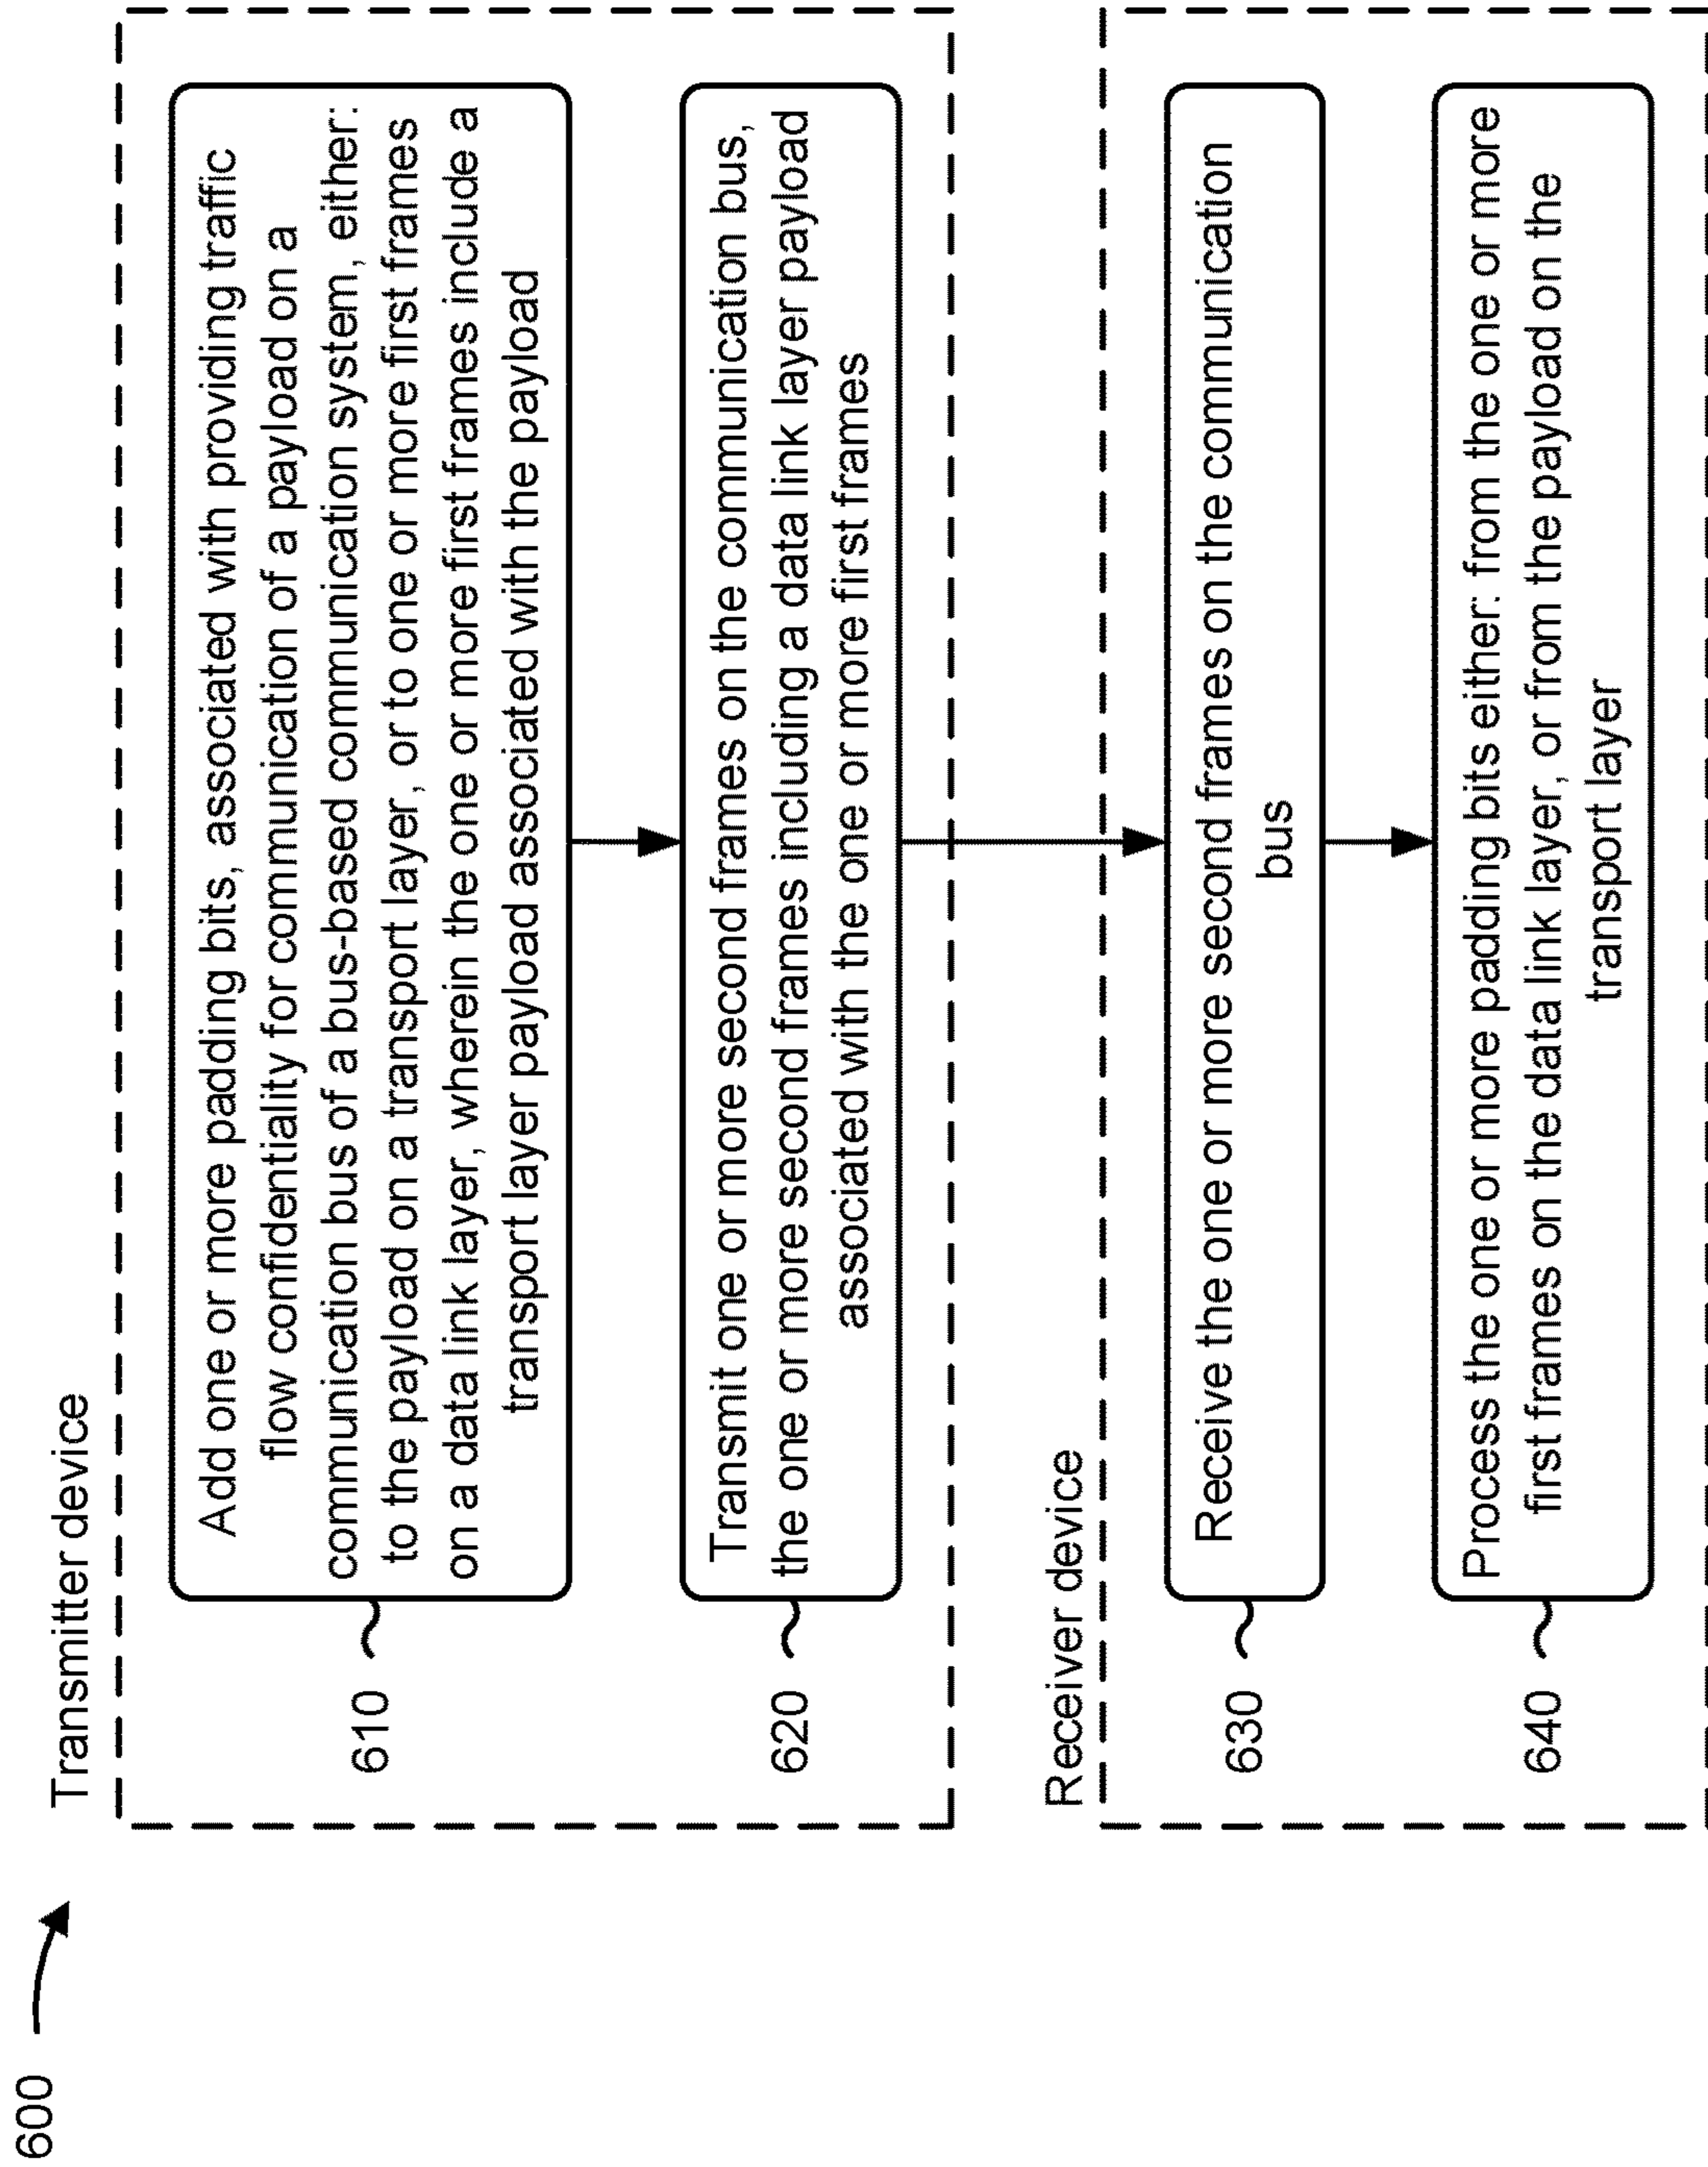 600
Transmitter device
610
Add one or more padding bits, associated with providing traffic
flow confidentiality for communication of a payload on a
communication bus of a bus-based communication system, either:
to the payload on a transport layer, or to one or more first frames
on a data link layer, wherein the one or more first frames include a
transport layer payload associated with the payload
620
Transmit one or more second frames on the communication bus,
the one or more second frames including a data link layer payload
associated with the one or more first frames
Receiver device
630
Receive the one or more second frames on the communication
bus
640
Process the one or more padding bits either: from the one or more
first frames on the data link layer, or from the payload on the
transport layer